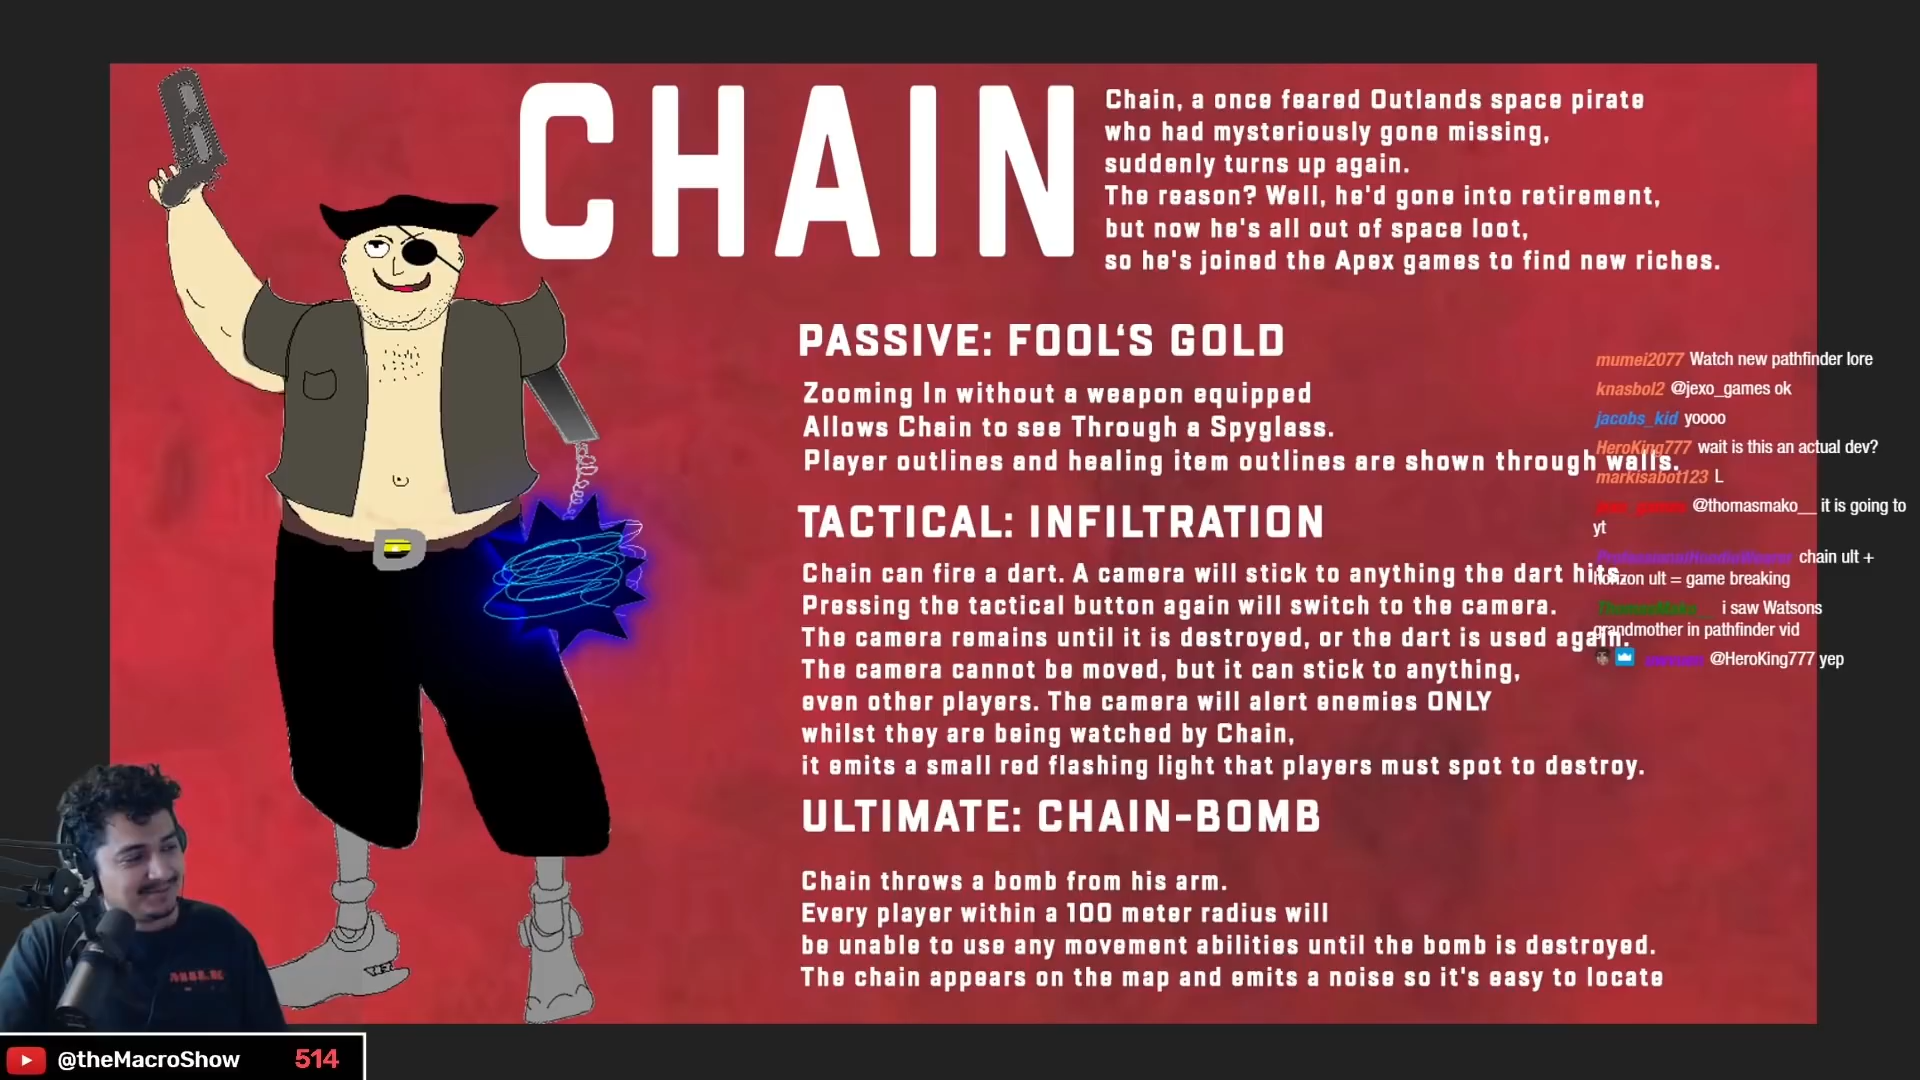 CHAIN
Chain, a once feared Outlands space pirate
who had mysteriously gone missing,
suddenly turns up again.
The reason? Well, he'd gone into retirement,
but now he's all out of space loot,
so he's joined the Apex games to find new riches.
PASSIVE: FOOL‘S GOLD
Zooming In without a weapon equipped
Allows Chain to see Through a Spyglass.
Player outlines and healing item outlines are shown through walls.
TACTICAL: INFILTRATION
Chain can fire a dart. A camera will stick to anything the dart hits.
Pressing the tactical button again will switch to the camera.
The camera remains until it is destroyed, or the dart is used again.
The camera cannot be moved, but it can stick to anything,
even other players. The camera will alert enemies ONLY
whilst they are being watched by Chain,
it emits a small red flashing light that players must spot to destroy.
ULTIMATE: CHAIN-BOMB
Chain throws a bomb from his arm.
Every player within a 100 meter radius will
be unable to use any movement abilities until the bomb is destroyed.
The chain appears on the map and emits a noise so it's easy to locate
mumei2077 Watch new pathfinder lore
knasbol2 @jexo_games ok
jacobs_kid yoooo
HeroKing777 wait is this an actual dev?
markisabot123 L
@thomasmako__ it is going to
yt
chain ult +
horizon ult = game breaking
ThomasMako__ i saw Watsons
grandmother in pathfinder vid
@HeroKing777 yep
@theMacroShow 514